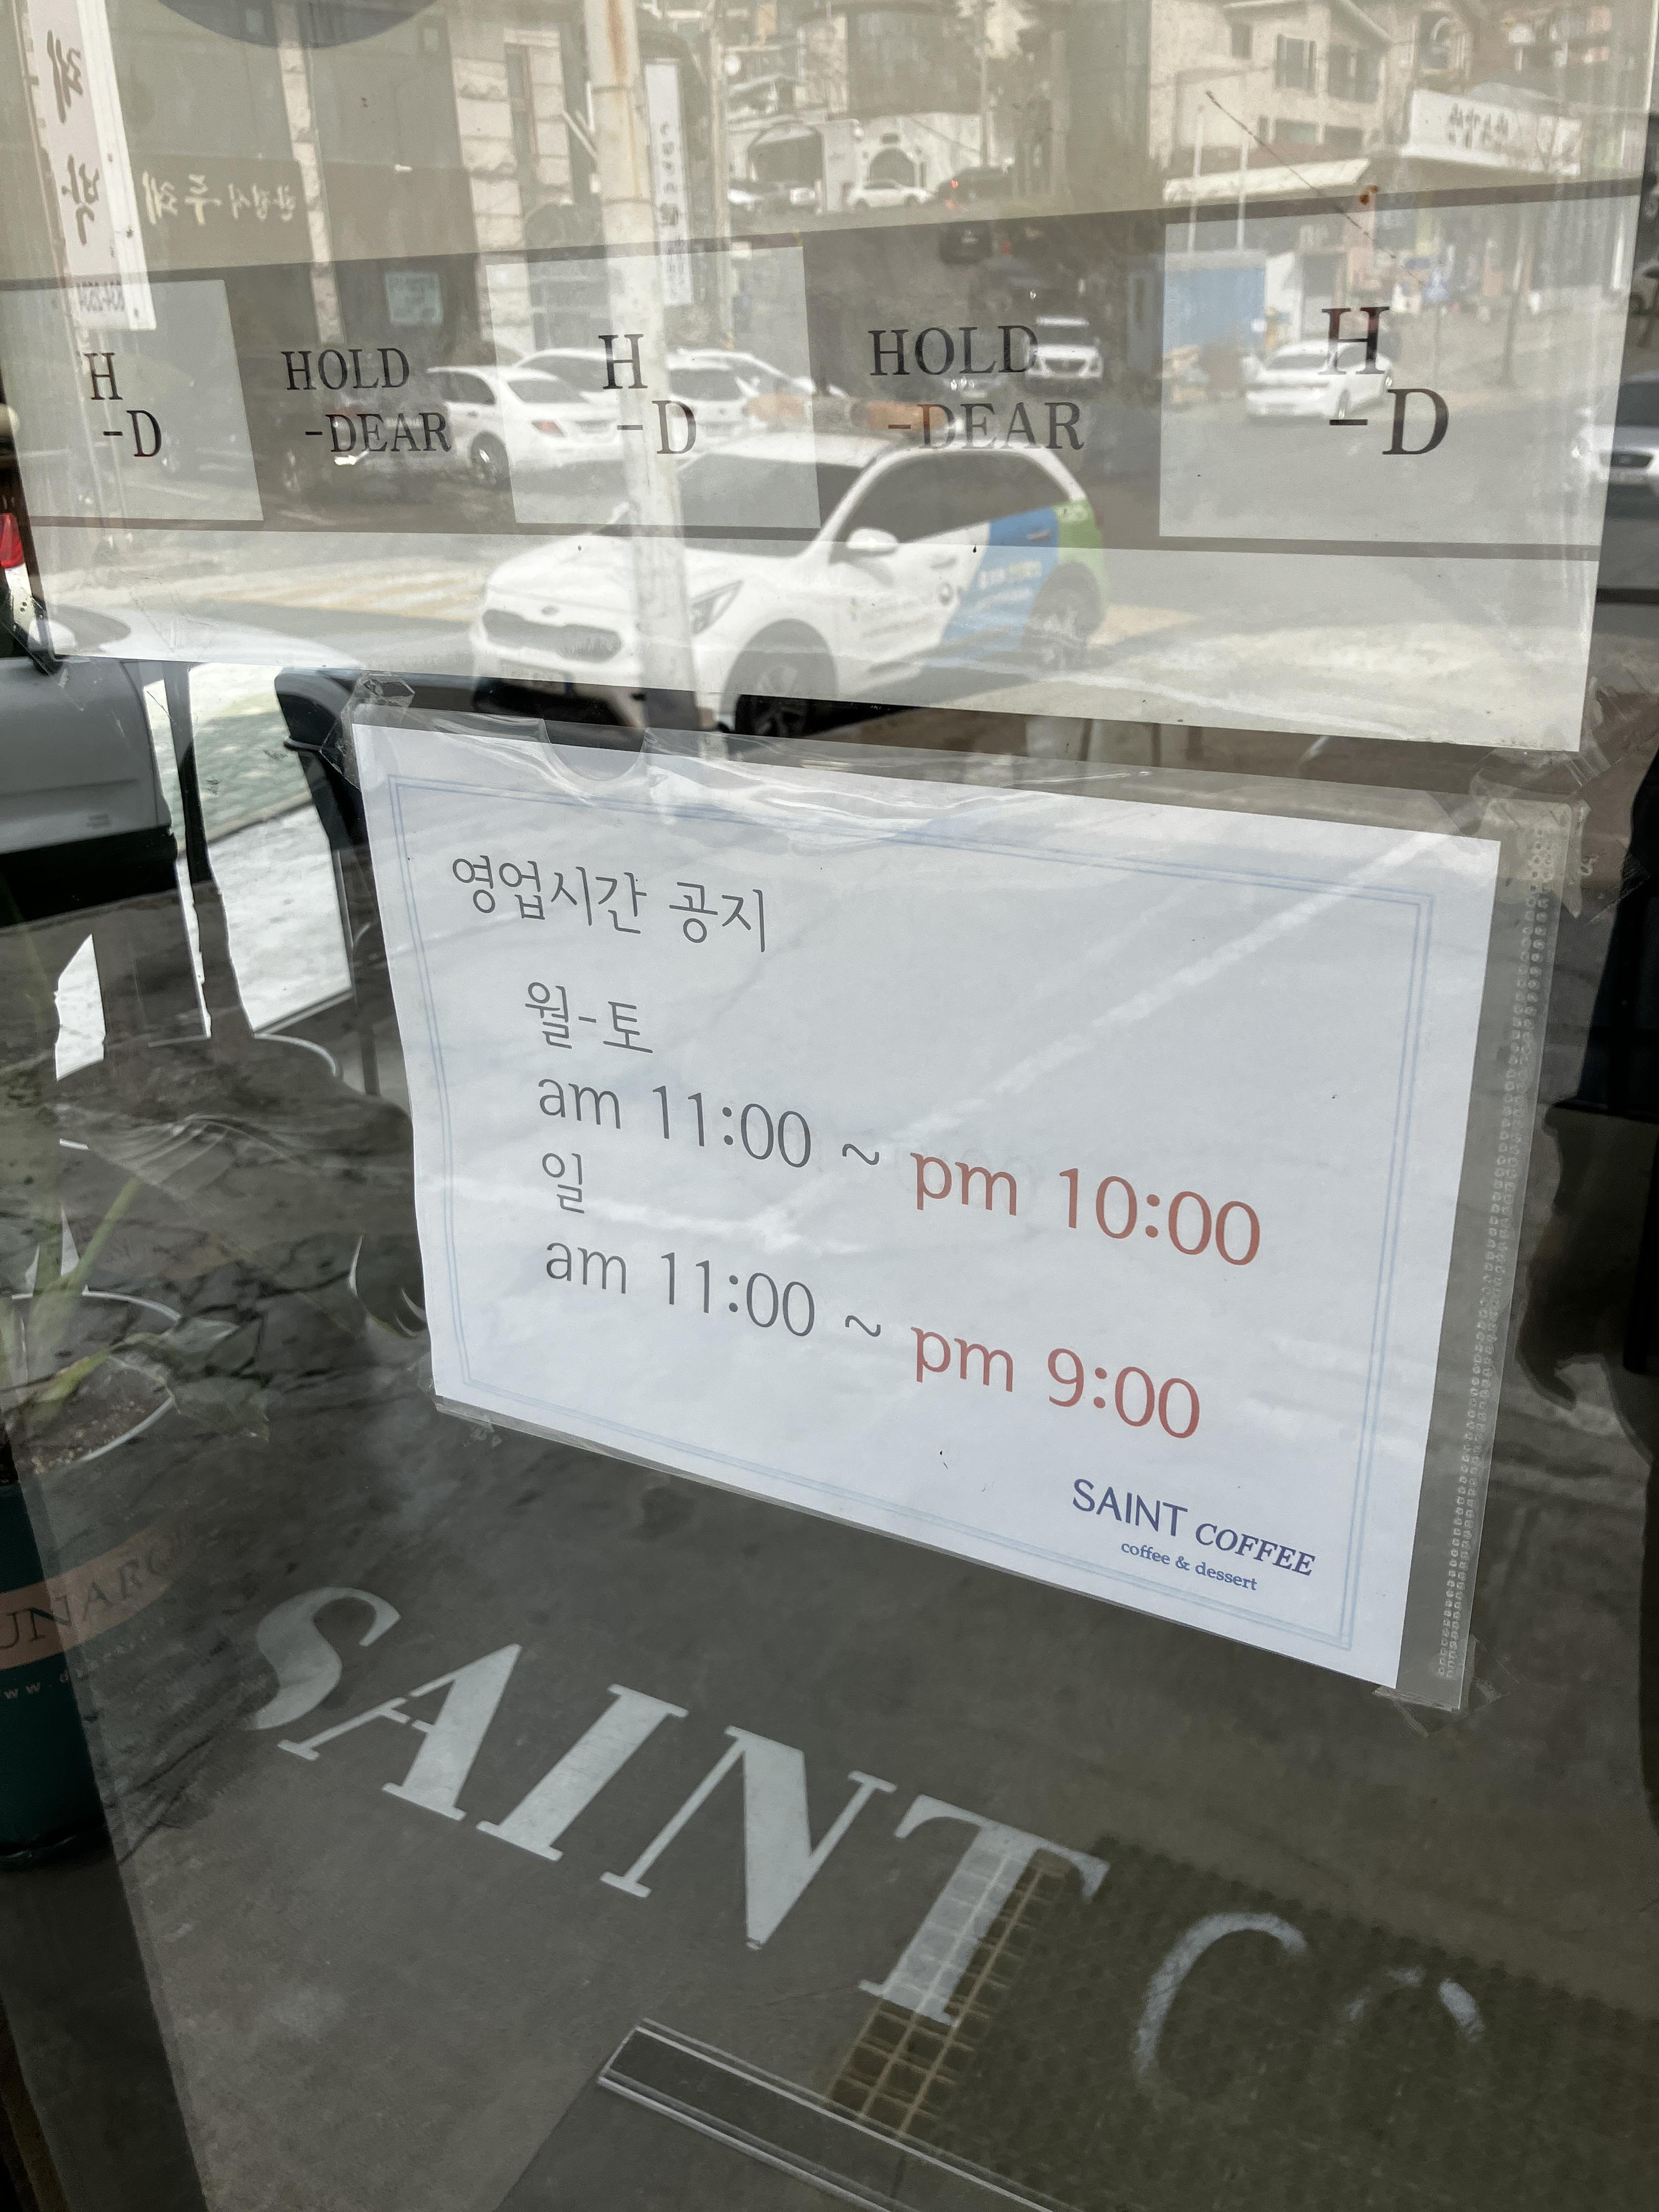 H
-D
HOLD
-DEAR
H
-D
HOLD
-DEAR
H
-D
영업시간 공지
월-토
am 11:00 ~ pm 10:00
일
am 11:00 ~ pm 9:00
SAINT COFFEE
coffee & dessert
SAINT Co